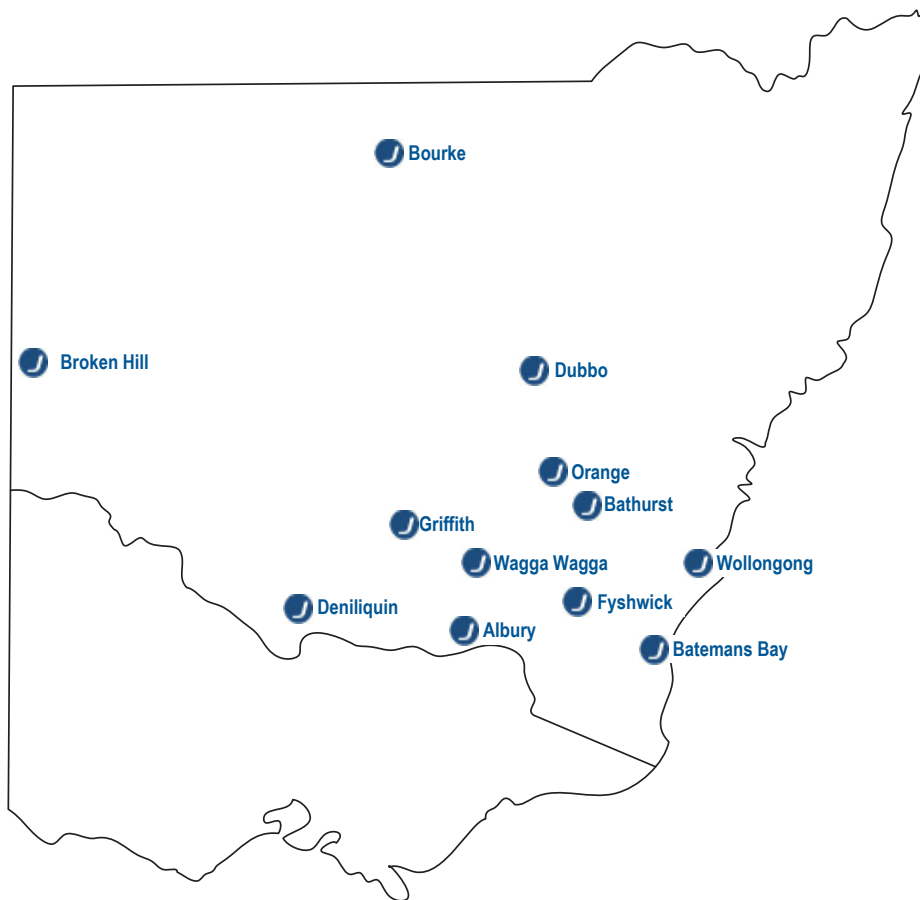 Bourke
Broken Hill
Dubbo
Orange
Bathurst
Griffith
Wagga Wagga
Wollongong
Fyshwick
Deniliquin
Albury
Batemans Bay